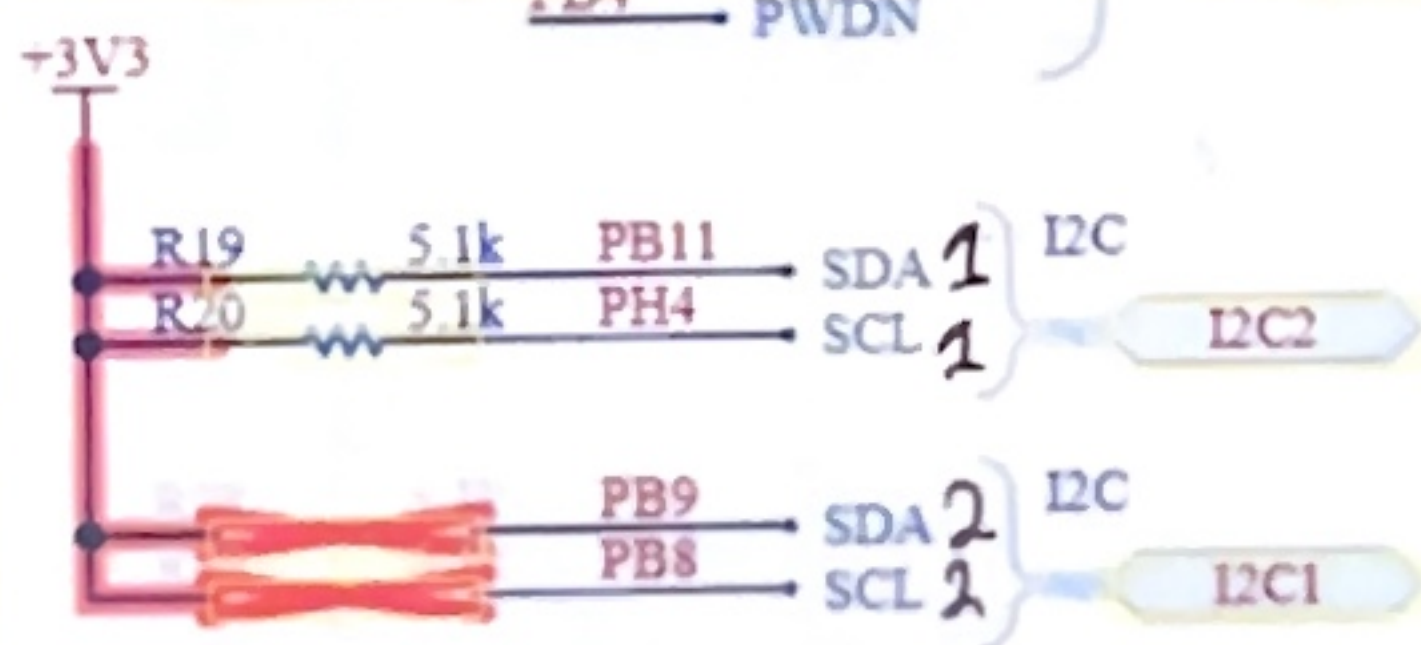 PWDN
+3V3
R19 5.1k PB11 SDA 1 I2C
R20 5.1k PH4 SCL 1 I2C2
PB9 SDA 2 I2C
PB8 SCL 2 I2C1